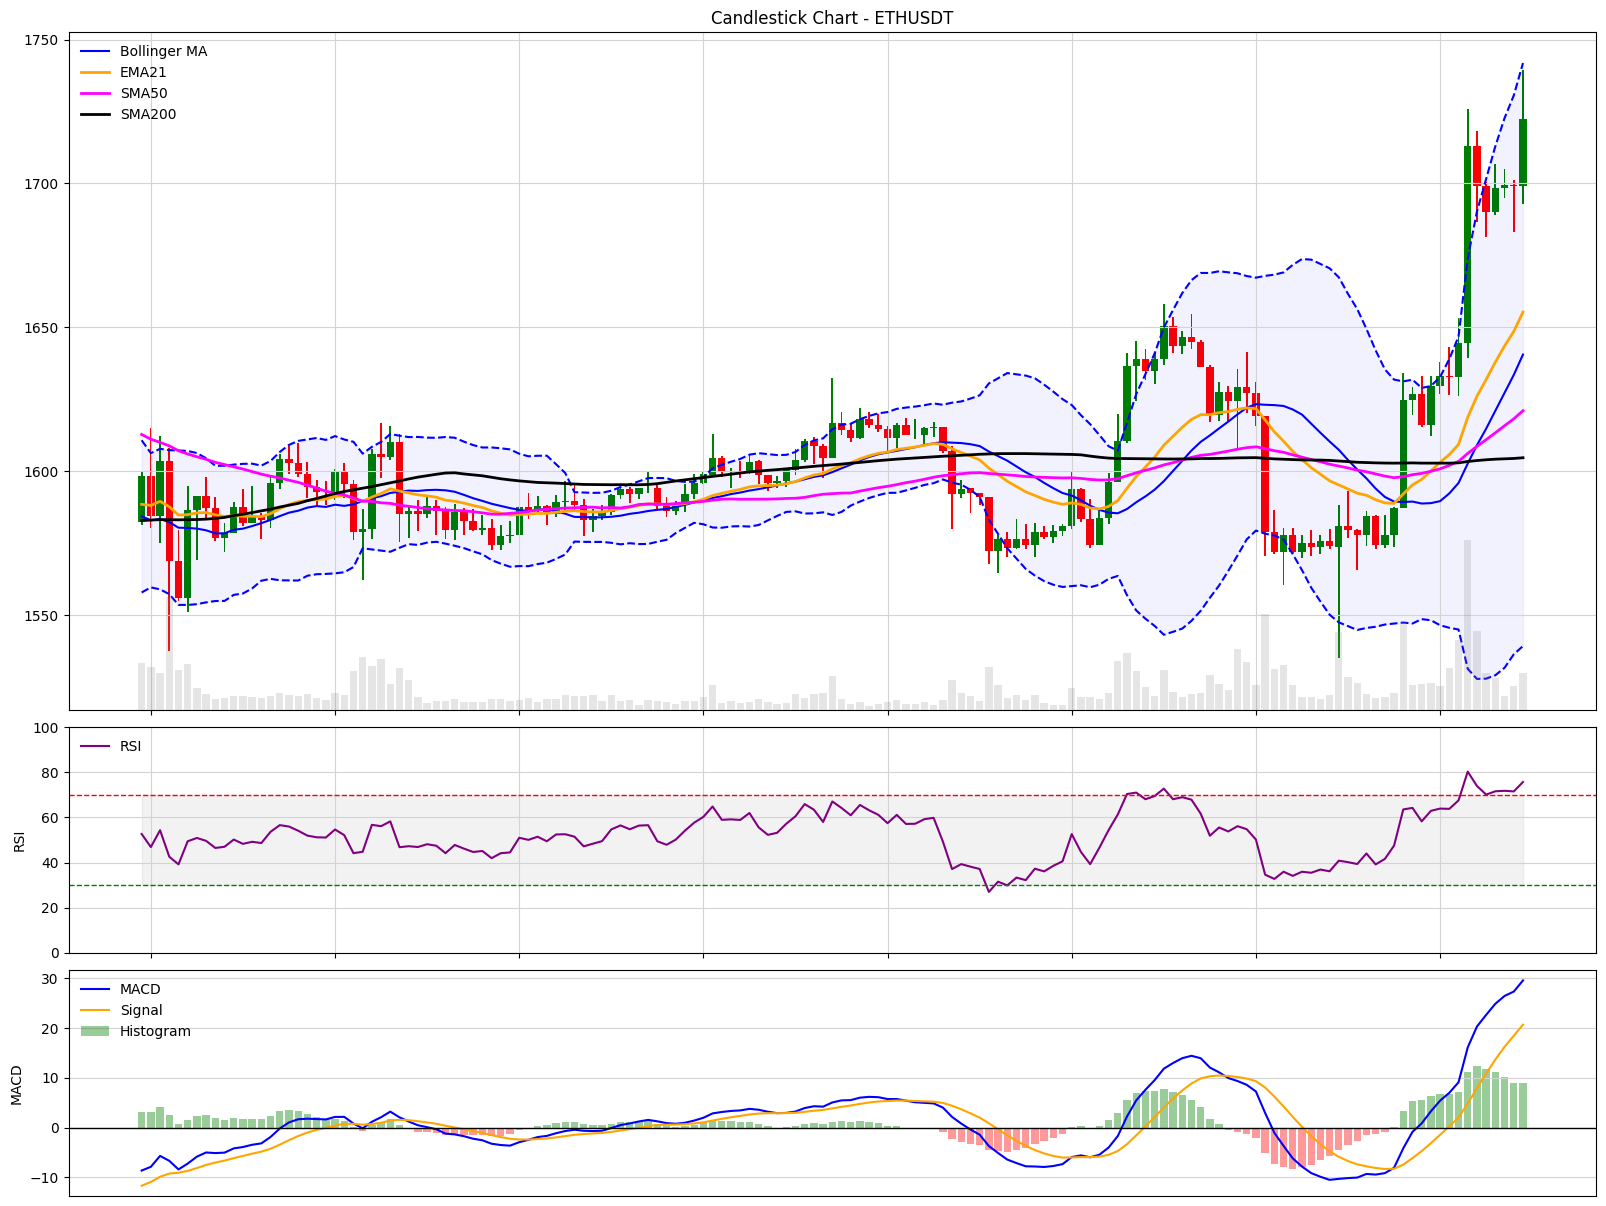 Candlestick Chart - ETHUSDT
1750
1700
1650
1600
1550
Bollinger MA
EMA21
SMA50
SMA200
100
80
60
40
20
0
RSI
RSI
30
20
10
0
−10
MACD
MACD
Signal
Histogram